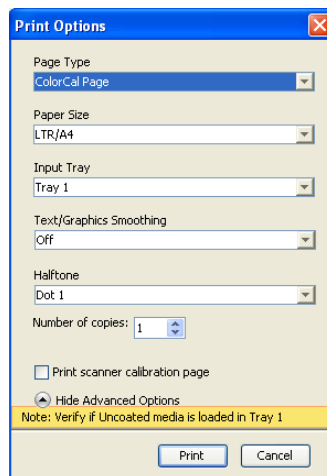 Print Options
Page Type
ColorCal Page
Paper Size
LTR/A4
Input Tray
Tray 1
Text/Graphics Smoothing
Off
Halftone
Dot 1
Number of copies: 1
Print scanner calibration page
Hide Advanced Options
Note: Verify if Uncoated media is loaded in Tray 1
Print Cancel